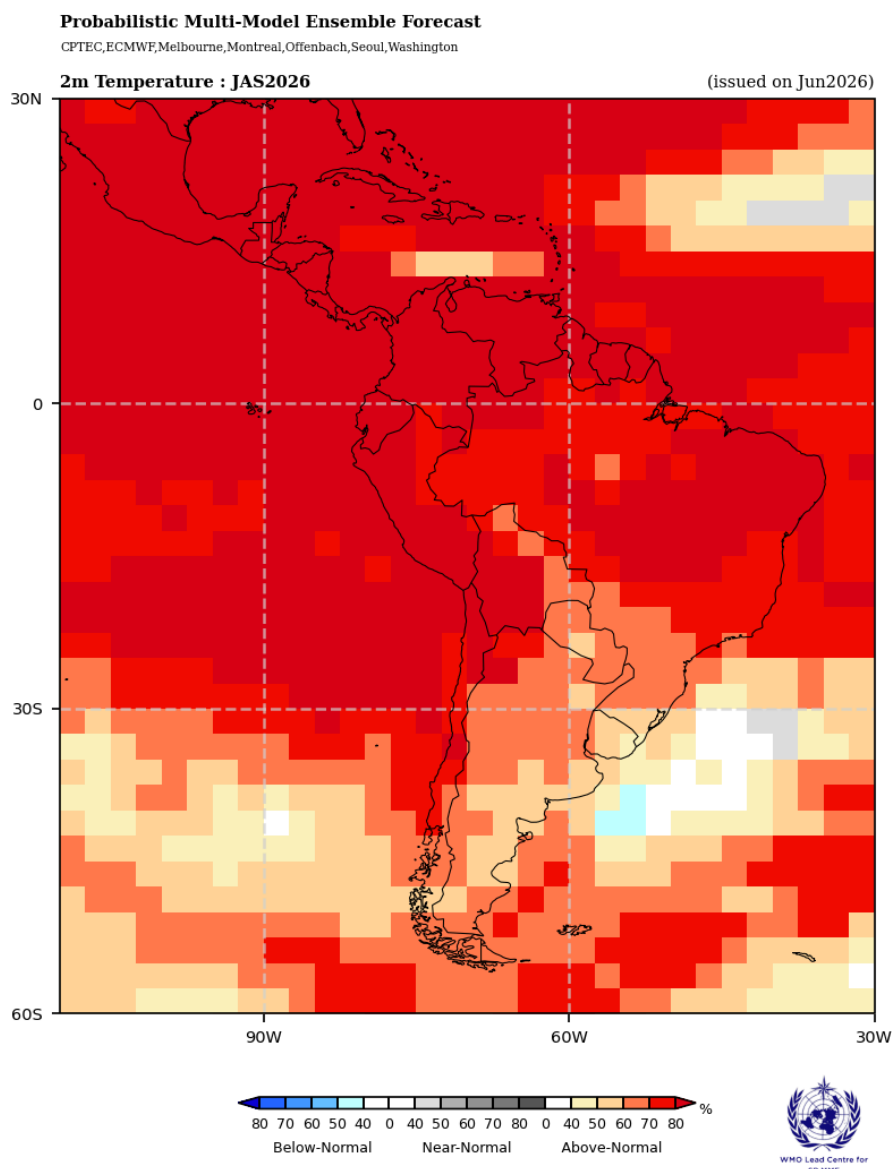 Probabilistic Multi-Model Ensemble Forecast
CPTEC,ECMWF,Melbourne,Montreal,Offenbach,Seoul,Washington
2m Temperature : JAS2026 (issued on Jun2026)
30N
0
30S
60S
90W 60W 30W
80 70 60 50 40 0 40 50 60 70 80 0 40 50 60 70 80 %
Below-Normal Near-Normal Above-Normal
WMO Lead Centre for